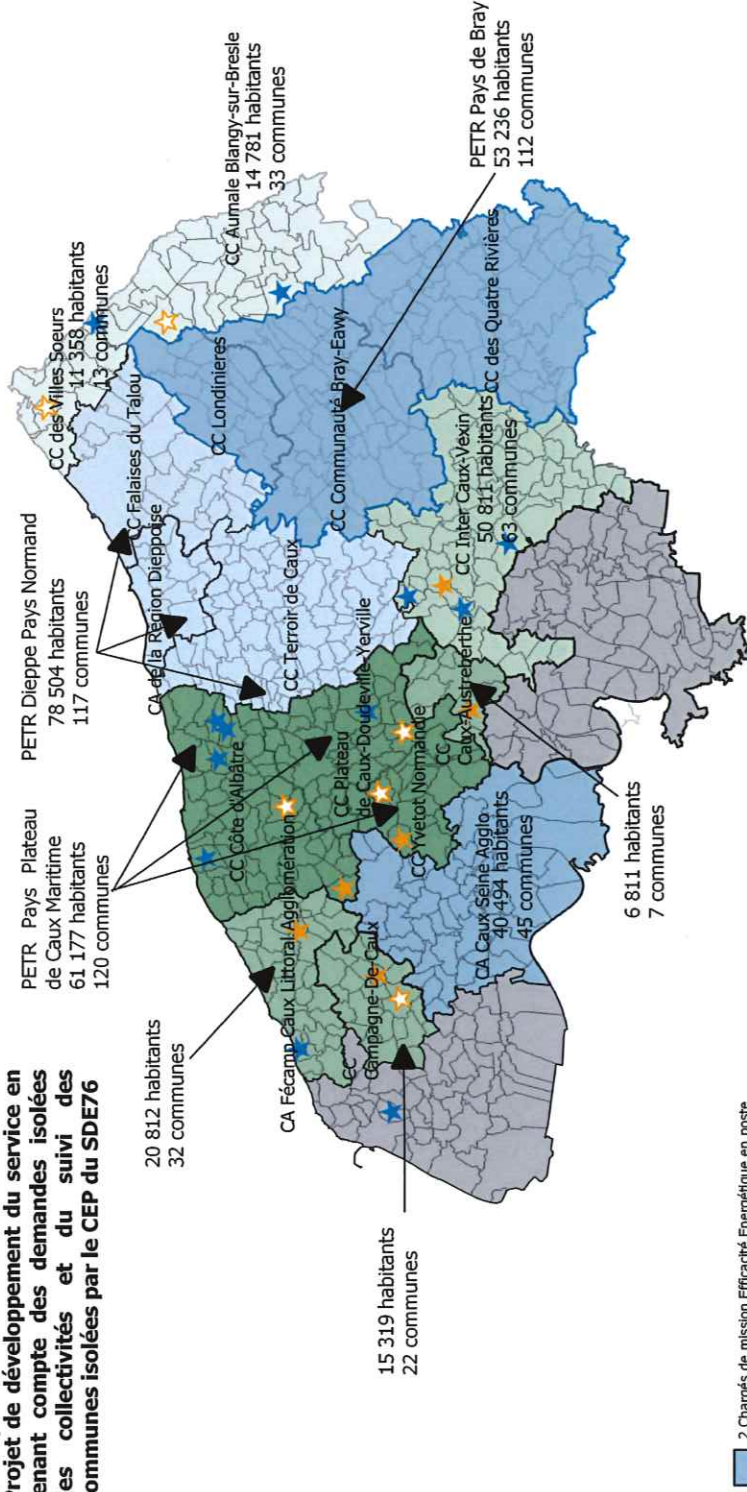 Projet de développement du service en
tenant compte des demandes isolées
des collectivités et du suivi des
communes isolées par le CEP du SDE76
PETR Pays Plateau
de Caux Maritime
61 177 habitants
120 communes
PETR Dieppe Pays Normand
78 504 habitants
117 communes
CC des Villes Soeurs
11 358 habitants
13 communes
CC Aumale Blangy-sur-Bresle
14 781 habitants
33 communes
PETR Pays de Bray
53 236 habitants
112 communes
20 812 habitants
32 communes
15 319 habitants
22 communes
CC Falaises du Talou
CA de la Région Dieppoise
CC Londinieres
CC Terroir de Caux
CC Communauté Bray-Eawy
CC des Quatre Rivières
CC Côte d'Albâtre
CC Plateau
de Caux-Doudeville-Yerville
CC Yvetot Normandie
CA Fécamp Caux Littoral Agglomération
CC
Campagne-De-Caux
CC
Caux-Austreberthe
CC Inter Caux-Vexin
50 811 habitants
63 communes
CA Caux Seine Agglo
40 494 habitants
45 communes
6 811 habitants
7 communes
2 Chargés de mission Efficacité Energétique en poste